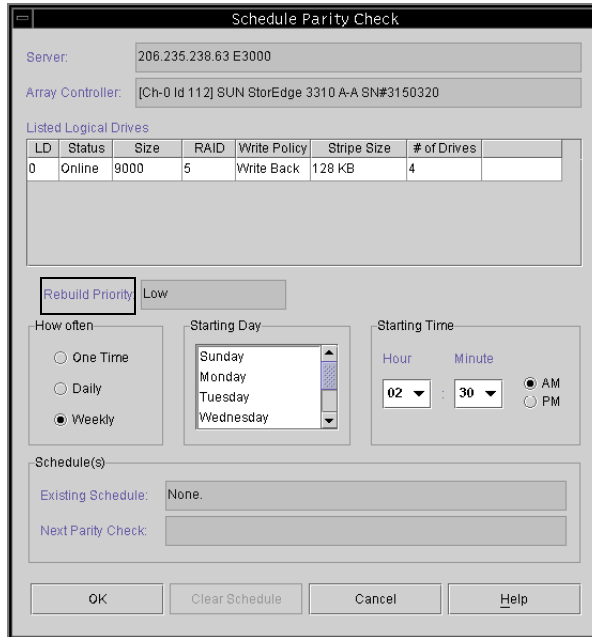 Schedule Parity Check
Server: 206.235.238.63 E3000
Array Controller: [Ch-0 Id 112] SUN StorEdge 3310 A-A SN#3150320
Listed Logical Drives
LD Status Size RAID Write Policy Stripe Size # of Drives
0 Online 9000 5 Write Back 128 KB 4
Rebuild Priority: Low
How often Starting Day Starting Time
One Time
Daily
Weekly
Sunday
Monday
Tuesday
Wednesday
Hour Minute
02 : 30 AM
PM
Schedule(s)
Existing Schedule: None.
Next Parity Check:
OK Clear Schedule Cancel Help